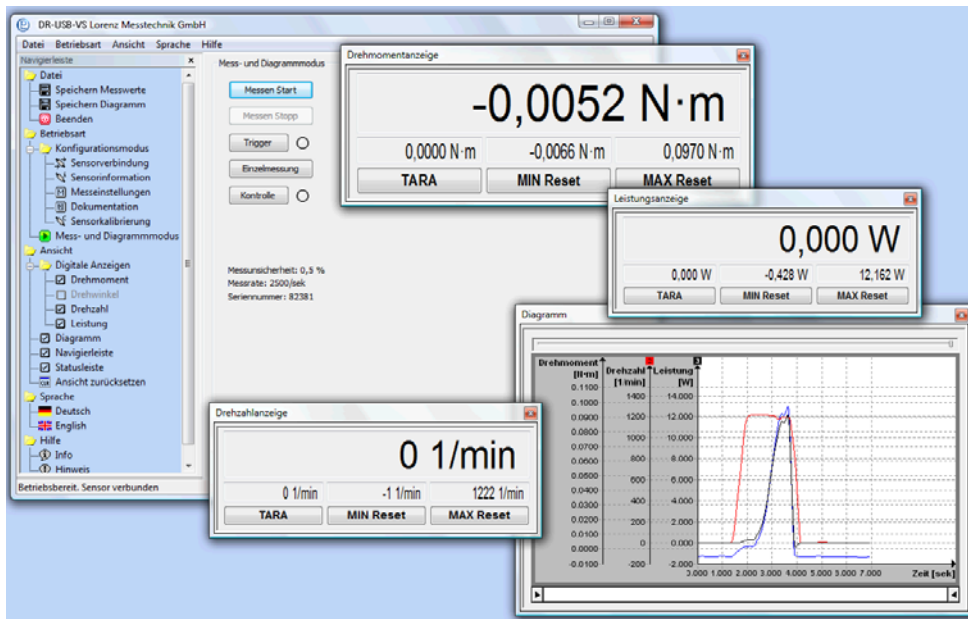 DR-USB-VS Lorenz Messtechnik GmbH
Datei Betriebsart Ansicht Sprache Hilfe
Navigierleiste
Datei
Speichern Messwerte
Speichern Diagramm
Beenden
Betriebsart
Konfigurationsmodus
Sensorverbindung
Sensorinformation
Messeinstellungen
Dokumentation
Sensorkalibrierung
Mess- und Diagrammmodus
Ansicht
Digitale Anzeigen
Drehmoment
Drehwinkel
Drehzahl
Leistung
Diagramm
Navigierleiste
Statusleiste
Ansicht zurücksetzen
Sprache
Deutsch
English
Hilfe
Info
Hinweis
Betriebsbereit. Sensor verbunden
Mess- und Diagrammmodus
Messen Start
Messen Stopp
Trigger
Einzelmessung
Kontrolle
Messunsicherheit: 0,5 %
Messrate: 2500/sek
Seriennummer: 82381
Drehmomentanzeige
-0,0052 N·m
0,0000 N·m -0,0066 N·m 0,0970 N·m
TARA MIN Reset MAX Reset
Leistungsanzeige
0,000 W
0,000 W -0,428 W 12,162 W
TARA MIN Reset MAX Reset
Drehzahlanzeige
0 1/min
0 1/min -1 1/min 1222 1/min
TARA MIN Reset MAX Reset
Diagramm
Drehmoment Drehzahl Leistung
[N·m] [1/min] [W]
0.1100 1400 14.000
0.1000
0.0900 1200 12.000
0.0700 1000 10.000
0.0600
0.0500 800 8.000
0.0400 600 6.000
0.0300 400 4.000
0.0200 200 2.000
0.0100
0.0000 0 0.000
-0.0100 -200 -2.000
1.000 2.000 3.000 4.000 5.000 7.000 Zeit [sek]